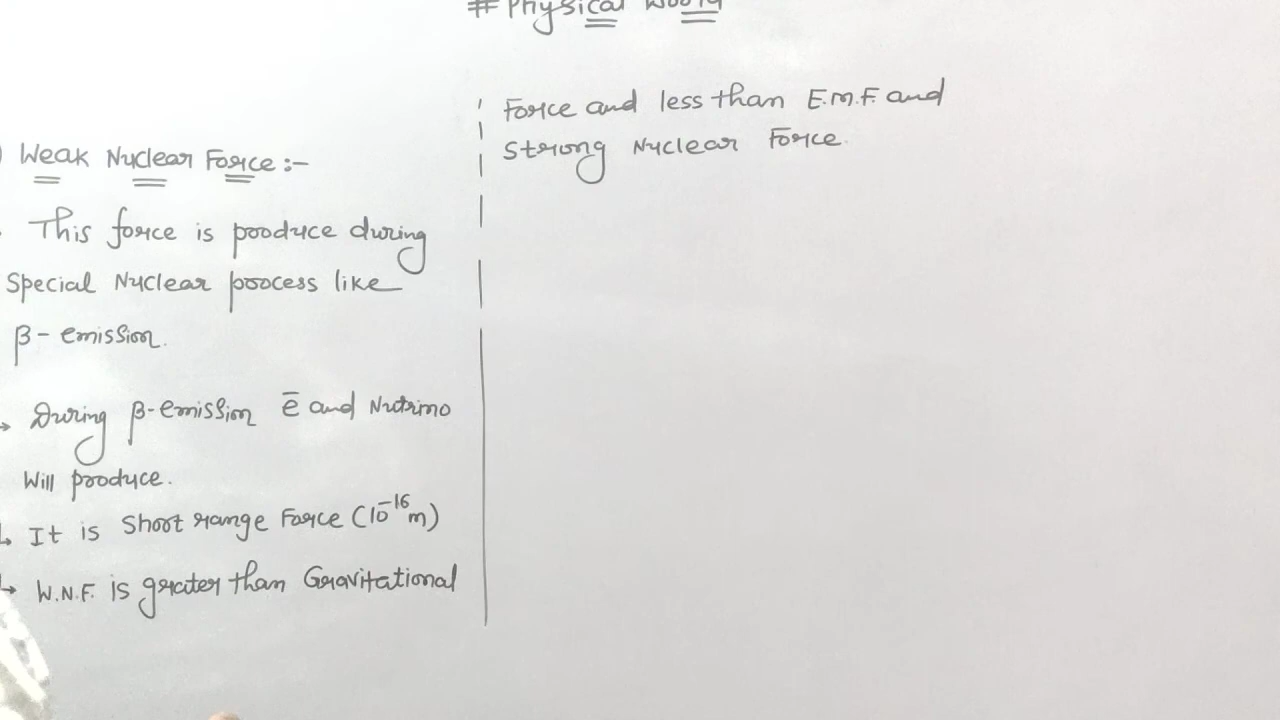 # Physical World
) Weak Nuclear Force :-
This force is produce during
Special Nuclear process like
β- emission.
→ During β-emission e̅ and Nutrino
Will produce.
↳ It is Short range Force (10⁻¹⁶m)
↳ W.N.F. is greater than Gravitational
Force and less than E.M.F. and
Strong Nuclear Force.